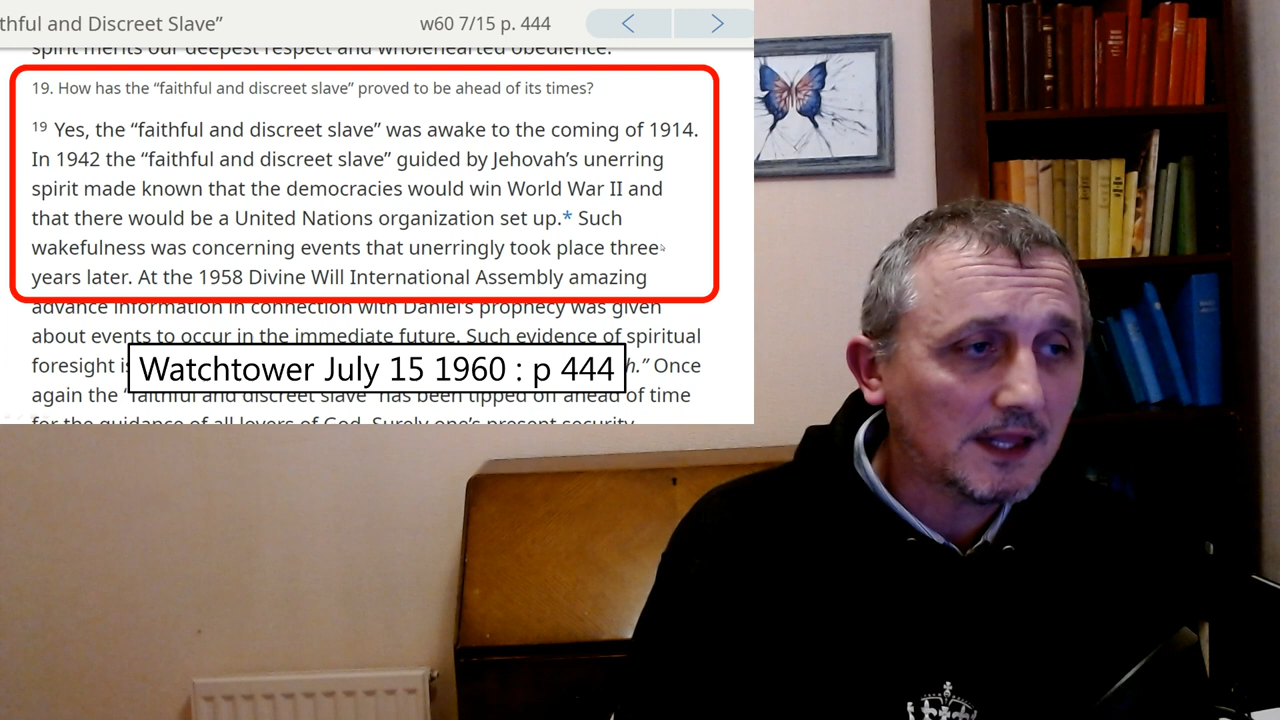 thful and Discreet Slave”
w60 7/15 p. 444
spirit merits our deepest respect and wholehearted obedience.
19. How has the “faithful and discreet slave” proved to be ahead of its times?
19 Yes, the “faithful and discreet slave” was awake to the coming of 1914.
In 1942 the “faithful and discreet slave” guided by Jehovah’s unerring
spirit made known that the democracies would win World War II and
that there would be a United Nations organization set up.* Such
wakefulness was concerning events that unerringly took place three
years later. At the 1958 Divine Will International Assembly amazing
advance information in connection with Daniel’s prophecy was given
about events to occur in the immediate future. Such evidence of spiritual
foresight i h.” Once
Watchtower July 15 1960 : p 444
again the “faithful and discreet slave” has been tipped off ahead of time
for the guidance of all lovers of God. Surely one’s present security